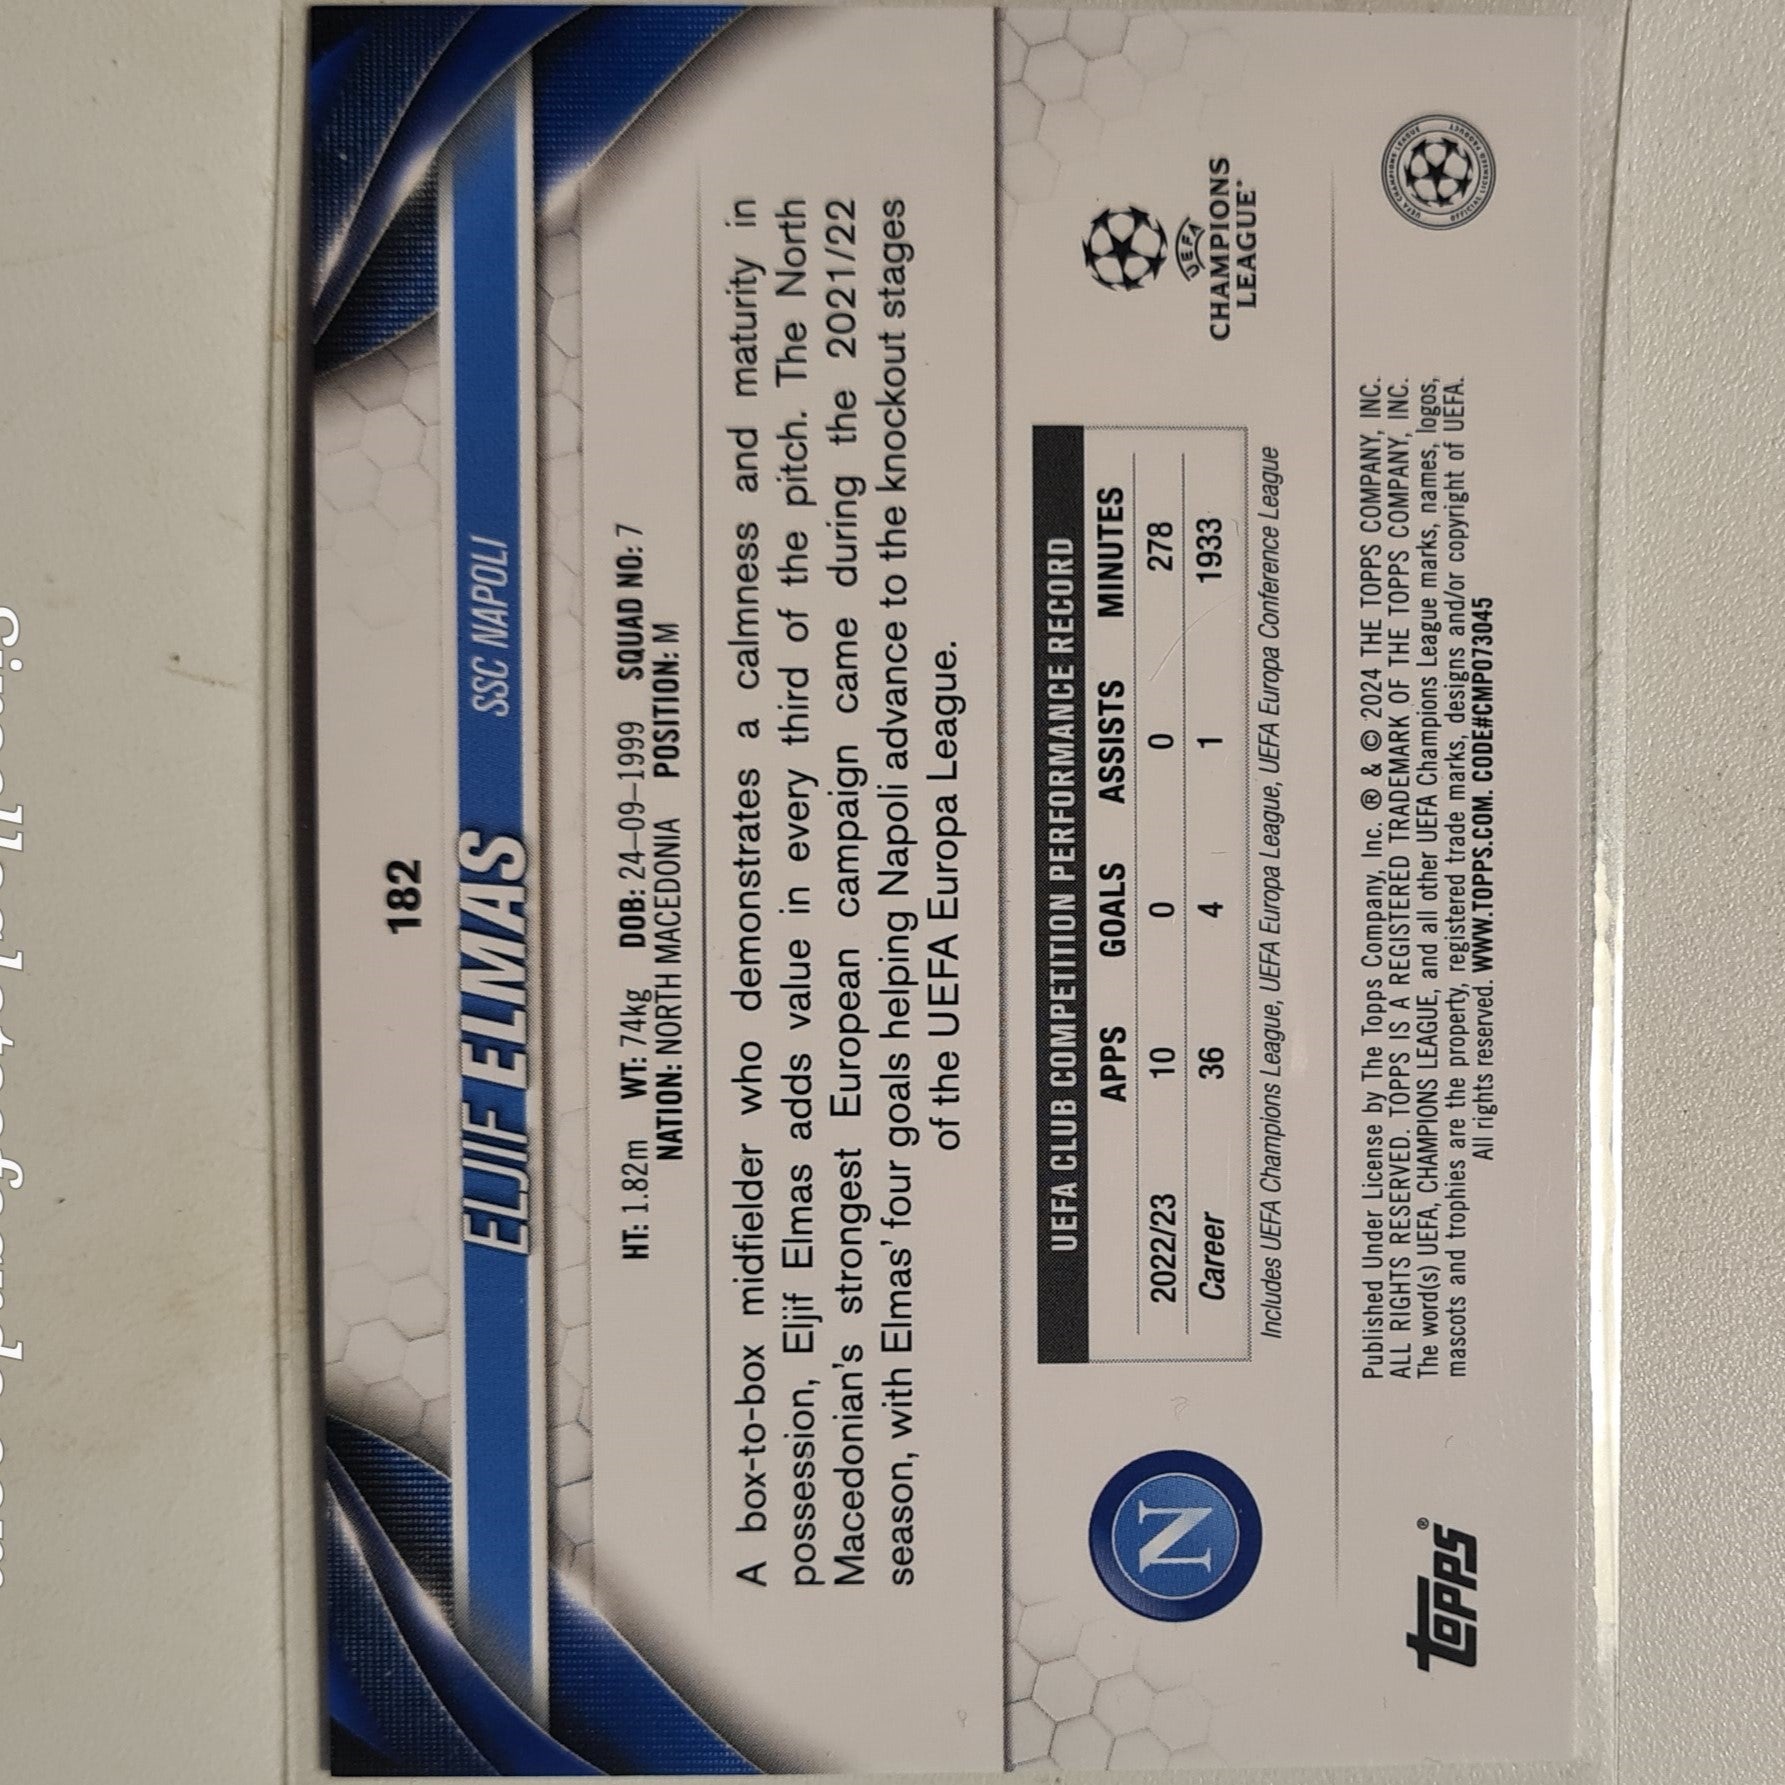 182
ELJIF ELMAS SSC NAPOLI
HT: 1.82m WT: 74kg DOB: 24–09–1999 SQUAD NO: 7
NATION: NORTH MACEDONIA POSITION: M
A box-to-box midfielder who demonstrates a calmness and maturity in
possession, Eljif Elmas adds value in every third of the pitch. The North
Macedonian's strongest European campaign came during the 2021/22
season, with Elmas' four goals helping Napoli advance to the knockout stages
of the UEFA Europa League.
UEFA CLUB COMPETITION PERFORMANCE RECORD
APPS GOALS ASSISTS MINUTES
2022/23 10 0 0 278
Career 36 4 1 1933
Includes UEFA Champions League, UEFA Europa League, UEFA Europa Conference League
N
UEFA
CHAMPIONS
LEAGUE
Published Under License by The Topps Company, Inc. ® & © 2024 THE TOPPS COMPANY, INC.
ALL RIGHTS RESERVED. TOPPS IS A REGISTERED TRADEMARK OF THE TOPPS COMPANY, INC.
The word(s) UEFA, CHAMPIONS LEAGUE, and all other UEFA Champions League marks, names, logos,
mascots and trophies are the property, registered trade marks, designs and/or copyright of UEFA.
All rights reserved. WWW.TOPPS.COM. CODE#CMP073045
topps®
UEFA CHAMPIONS LEAGUE
OFFICIAL LICENSED PRODUCT